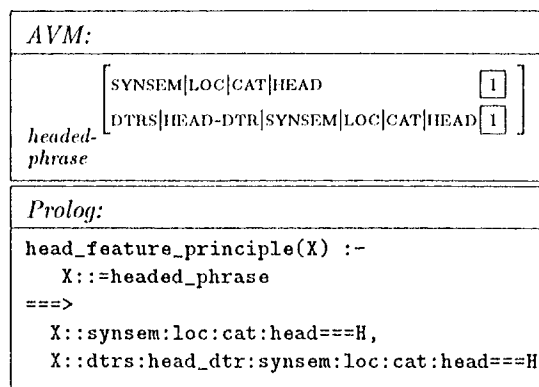 AVM:
SYNSEM|LOC|CAT|HEAD 1
DTRS|HEAD-DTR|SYNSEM|LOC|CAT|HEAD 1
headed-
phrase
Prolog:
head_feature_principle(X) :-
X::=headed_phrase
===>
X::synsem:loc:cat:head===H,
X::dtrs:head_dtr:synsem:loc:cat:head===H